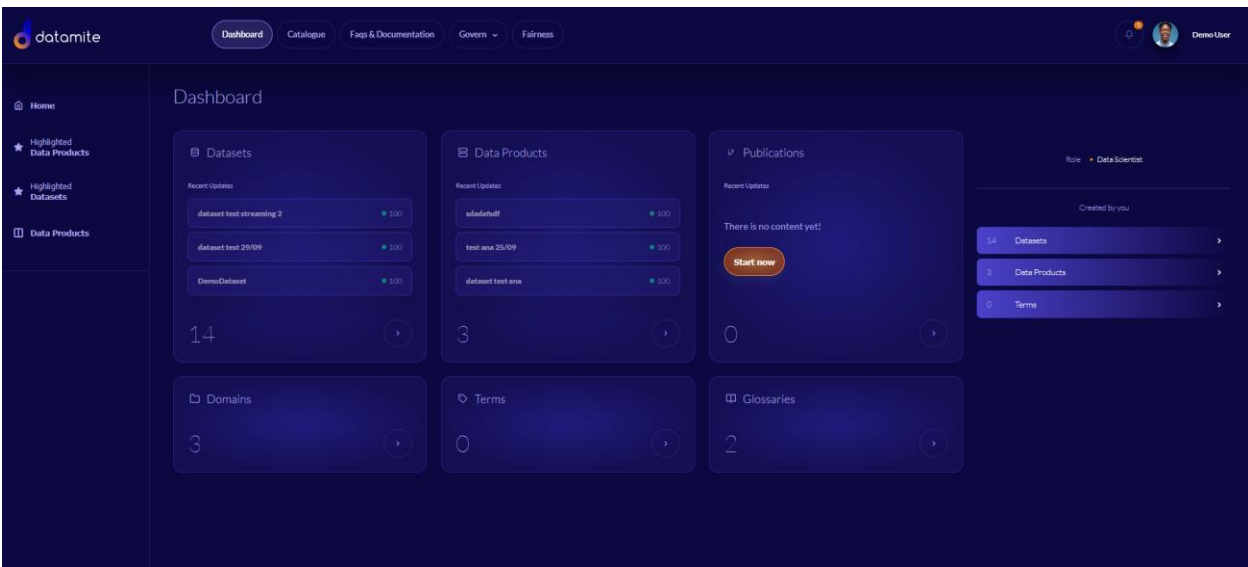 datamite
Dashboard
Catalogue
Faqs & Documentation
Govern
Fairness
1
Demo User
Home
Highlighted
Data Products
Highlighted
Datasets
Data Products
Dashboard
Datasets
Recent Updates
dataset test streaming 2 100
dataset test 29/09 100
DemoDataset 100
14
Data Products
Recent Updates
sdadafsdf 100
test ana 25/09 100
dataset test ana 100
3
Publications
Recent Updates
There is no content yet!
Start now
0
Role Data Scientist
Created by you
14 Datasets
3 Data Products
0 Terms
Domains
3
Terms
0
Glossaries
2